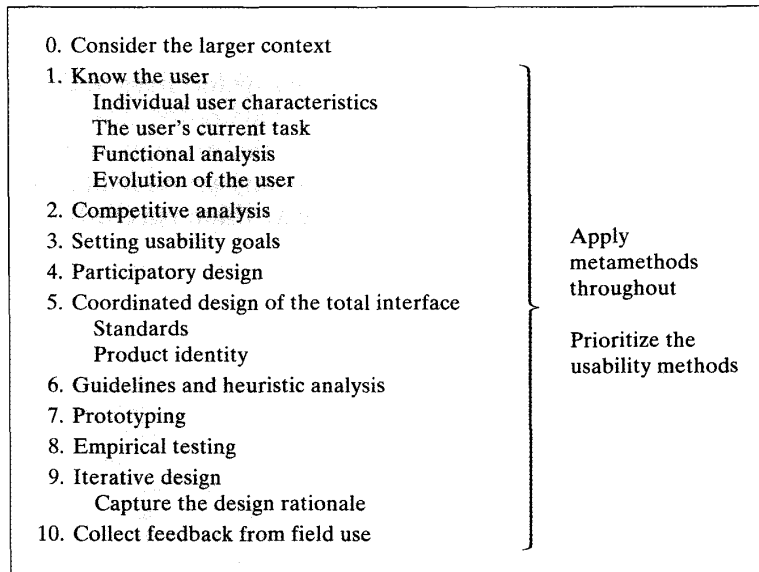 0. Consider the larger context
1. Know the user
Individual user characteristics
The user's current task
Functional analysis
Evolution of the user
2. Competitive analysis
3. Setting usability goals
4. Participatory design
5. Coordinated design of the total interface
Standards
Product identity
6. Guidelines and heuristic analysis
7. Prototyping
8. Empirical testing
9. Iterative design
Capture the design rationale
10. Collect feedback from field use
Apply
metamethods
throughout
Prioritize the
usability methods